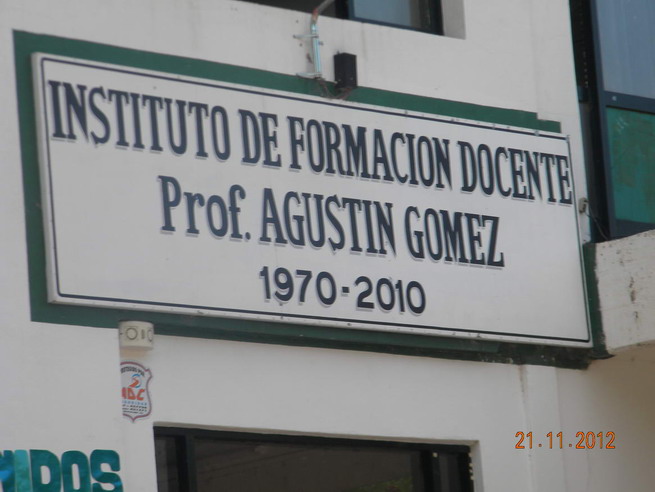 INSTITUTO DE FORMACION DOCENTE
Prof. AGUSTIN GOMEZ
1970-2010
21.11.2012